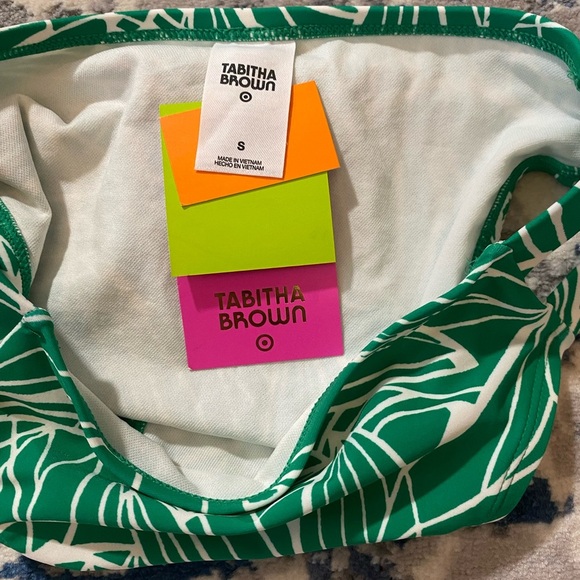 TABITHA
BROWN
S
MADE IN VIETNAM
HECHO EN VIETNAM
TABITHA
BROWN